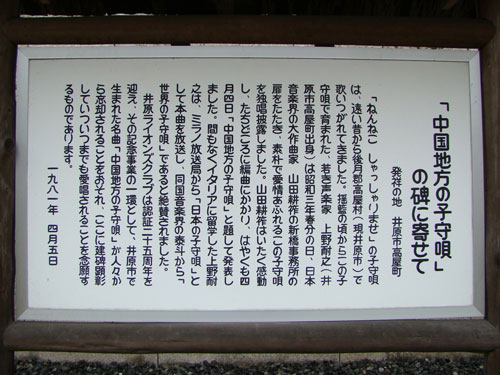 「中国地方の子守唄」
の碑に寄せて
発祥の地　井原市高屋町
「ねんねこ　しゃっしゃりませ」の子守唄
は、遠い昔から後月郡高屋村（現井原市）で
歌いつがれてきました。揺籃の頃からこの子
守唄で育まれた、若き声楽家　上野耐之（井
原市高屋町出身）は昭和三年春分の日、日本
音楽界の大作曲家　山田耕筰の新橋事務所の
扉をたたき、素朴で愛情あふれるこの子守唄
を独唱披露しました。山田耕筰はいたく感動
し、たちどころに編曲にかかり、はやくも四
月四日「中国地方の子守唄」と題して発表し
ました。間もなくイタリアに留学した上野耐
之は、ミラノ放送局から「日本の子守唄」と
して本曲を放送し、同国音楽界の泰斗から「
世界の子守唄」であると絶賛されました。
井原ライオンズクラブは認証二十五周年を
迎え、その記念事業の一環として、井原市で
生まれた名曲「中国地方の子守唄」が人々か
ら忘却されることをおそれ、ここに建碑顕彰
していついつまでも愛唱されることを念願す
るものであります。
一九八一年　四月五日